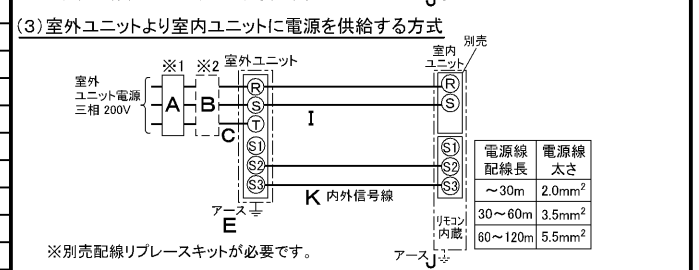 (3)室外ユニットより室内ユニットに電源を供給する方式
※1 ※2 室外ユニット
室内
ユニット
別売
室外
ユニット電源
三相 200V
A
B
C
R
S
T
S1
S2
S3
I
R
S
S1
S2
S3
K 内外信号線
アース
E
リモコン
内蔵
アース
J
電源線
配線長
電源線
太さ
～30m 2.0mm²
30～60m 3.5mm²
60～120m 5.5mm²
※別売配線リプレースキットが必要です。